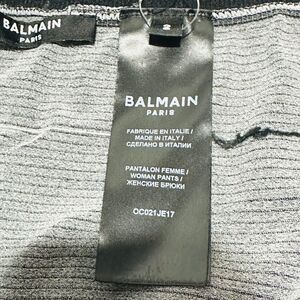 BALMAIN
PARIS
BALMAIN
PARIS
FABRIQUE EN ITALIE /
MADE IN ITALY /
СДЕЛАНО В ИТАЛИИ
PANTALON FEMME /
WOMAN PANTS /
ЖЕНСКИЕ БРЮКИ
OC021JE17